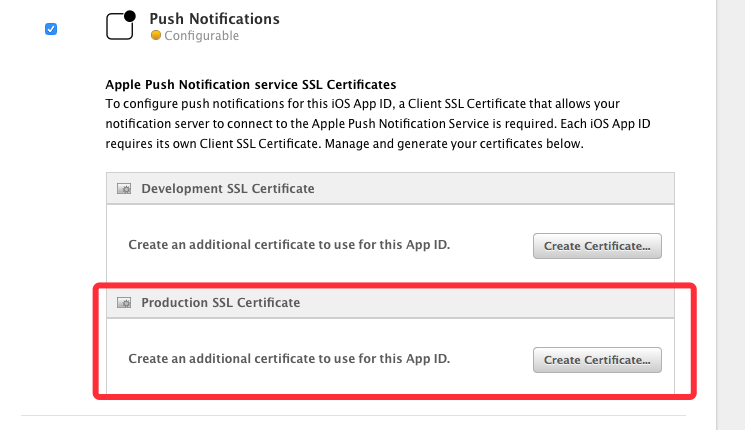 Push Notifications
Configurable
Apple Push Notification service SSL Certificates
To configure push notifications for this iOS App ID, a Client SSL Certificate that allows your
notification server to connect to the Apple Push Notification Service is required. Each iOS App ID
requires its own Client SSL Certificate. Manage and generate your certificates below.
Development SSL Certificate
Create an additional certificate to use for this App ID.
Create Certificate...
Production SSL Certificate
Create an additional certificate to use for this App ID.
Create Certificate...